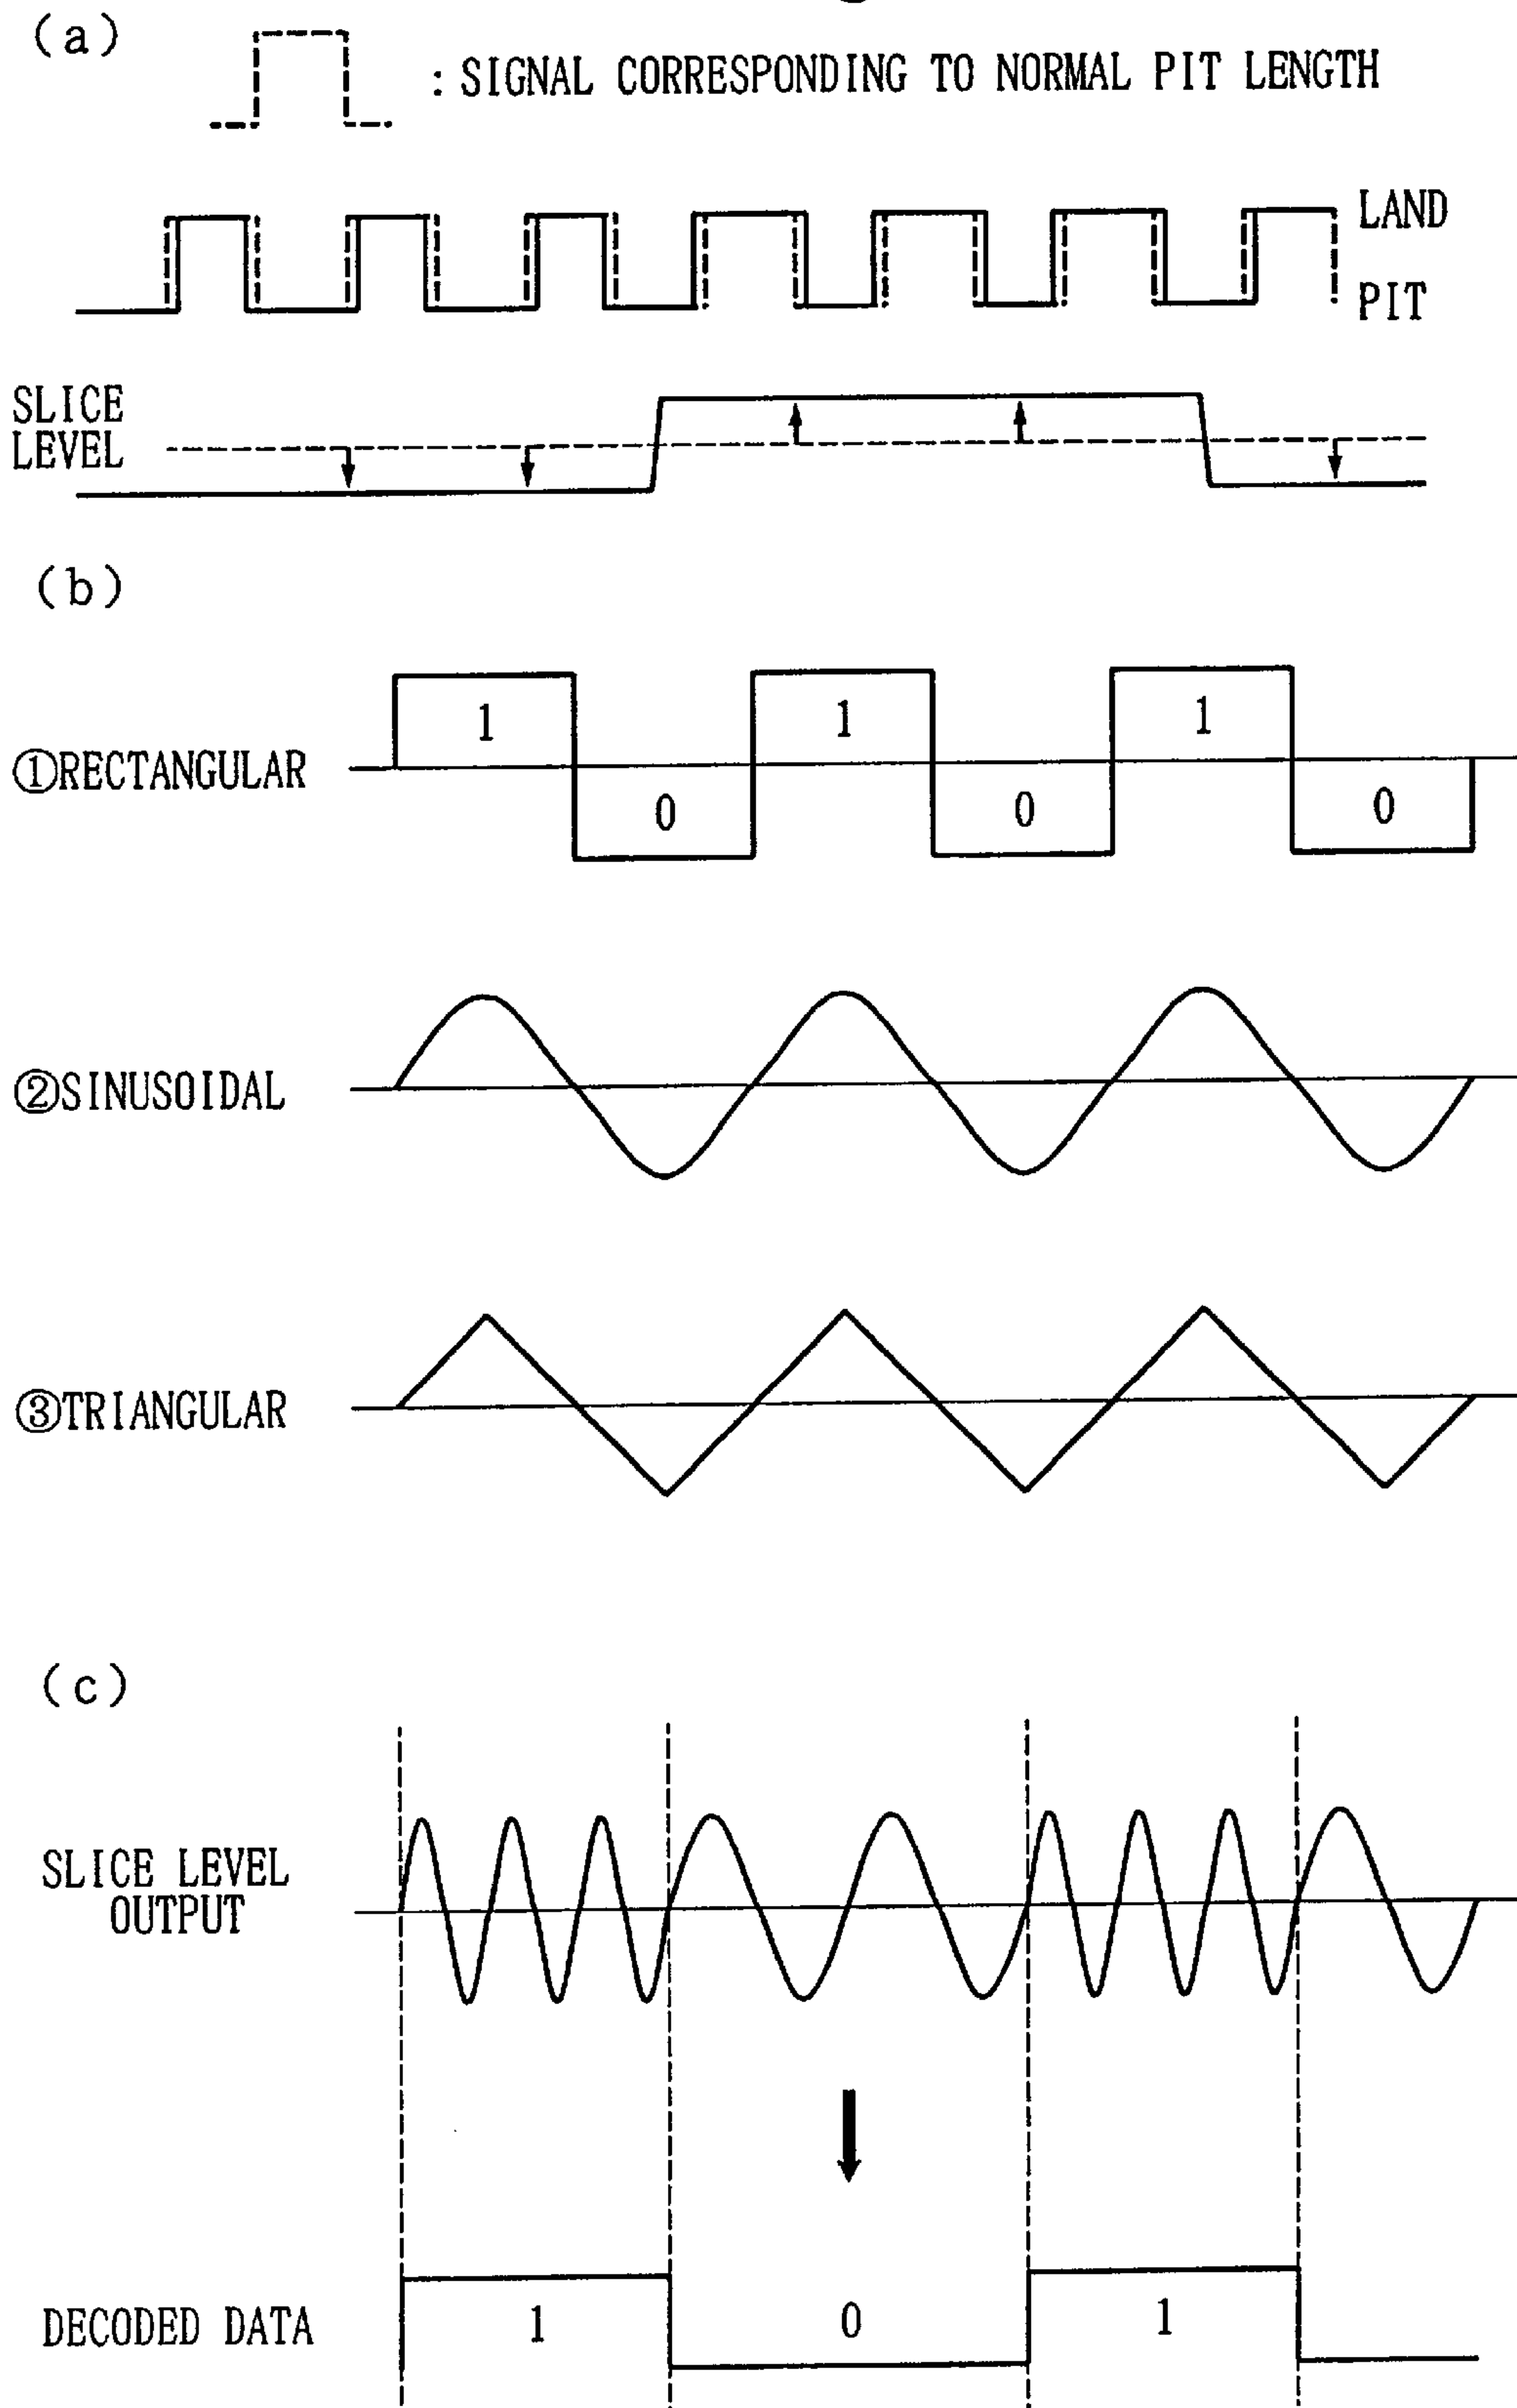 (a)
: SIGNAL CORRESPONDING TO NORMAL PIT LENGTH
LAND
PIT
SLICE
LEVEL
(b)
①RECTANGULAR
1
0
1
0
1
0
②SINUSOIDAL
③TRIANGULAR
(c)
SLICE LEVEL
OUTPUT
DECODED DATA
1
0
1